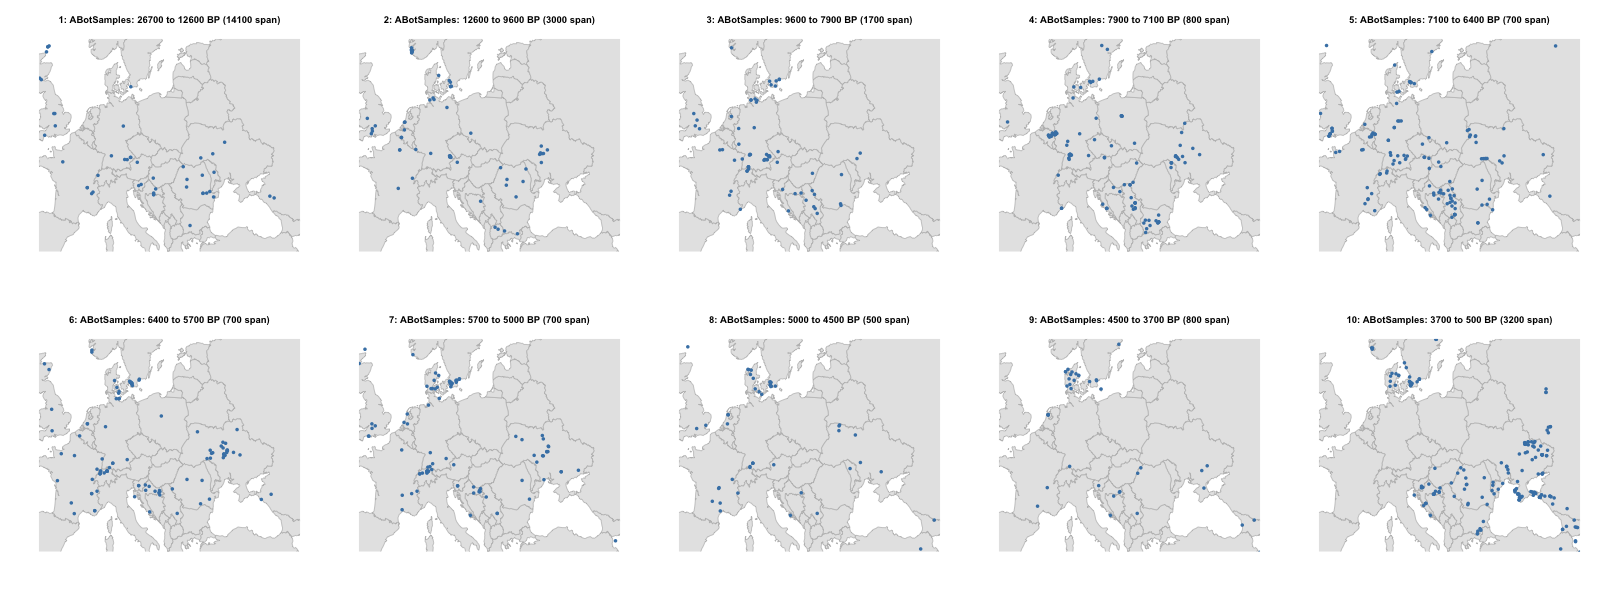 1: ABotSamples: 26700 to 12600 BP (14100 span)
2: ABotSamples: 12600 to 9600 BP (3000 span)
3: ABotSamples: 9600 to 7900 BP (1700 span)
4: ABotSamples: 7900 to 7100 BP (800 span)
5: ABotSamples: 7100 to 6400 BP (700 span)
6: ABotSamples: 6400 to 5700 BP (700 span)
7: ABotSamples: 5700 to 5000 BP (700 span)
8: ABotSamples: 5000 to 4500 BP (500 span)
9: ABotSamples: 4500 to 3700 BP (800 span)
10: ABotSamples: 3700 to 500 BP (3200 span)